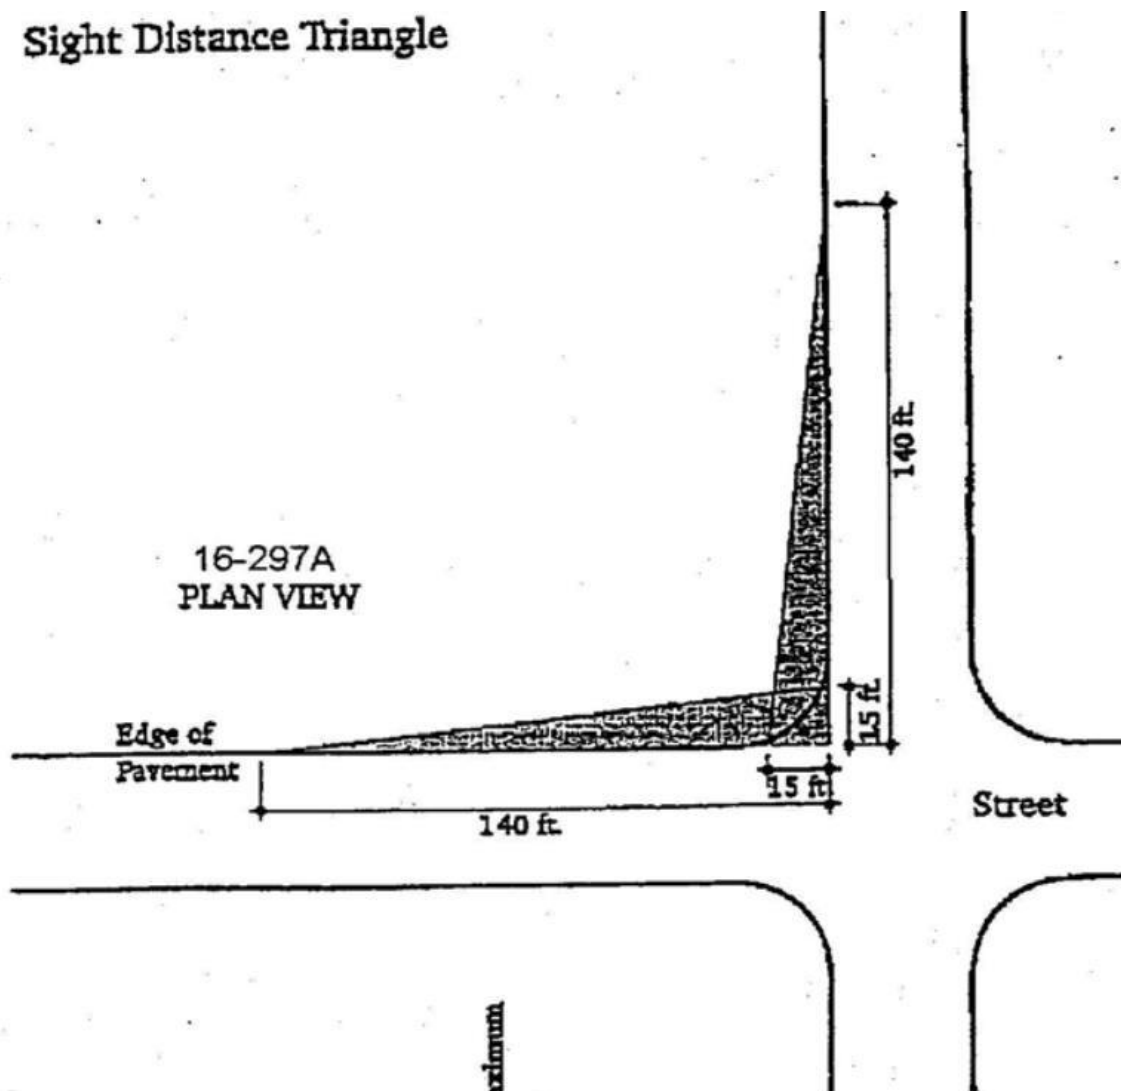 Sight Distance Triangle
140 ft.
16-297A
PLAN VIEW
15 ft.
Edge of
Pavement
15 ft
140 ft.
Street